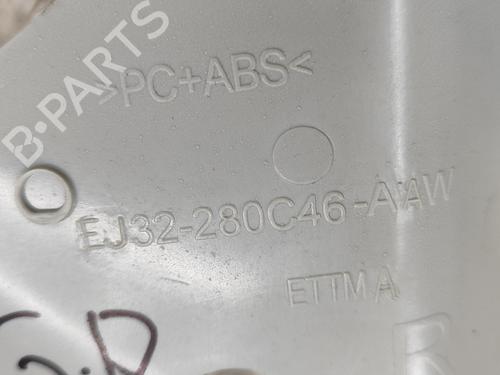 B-PARTS
>PC+ABS<
EJ32-280C46-AAW
ETTM A
R